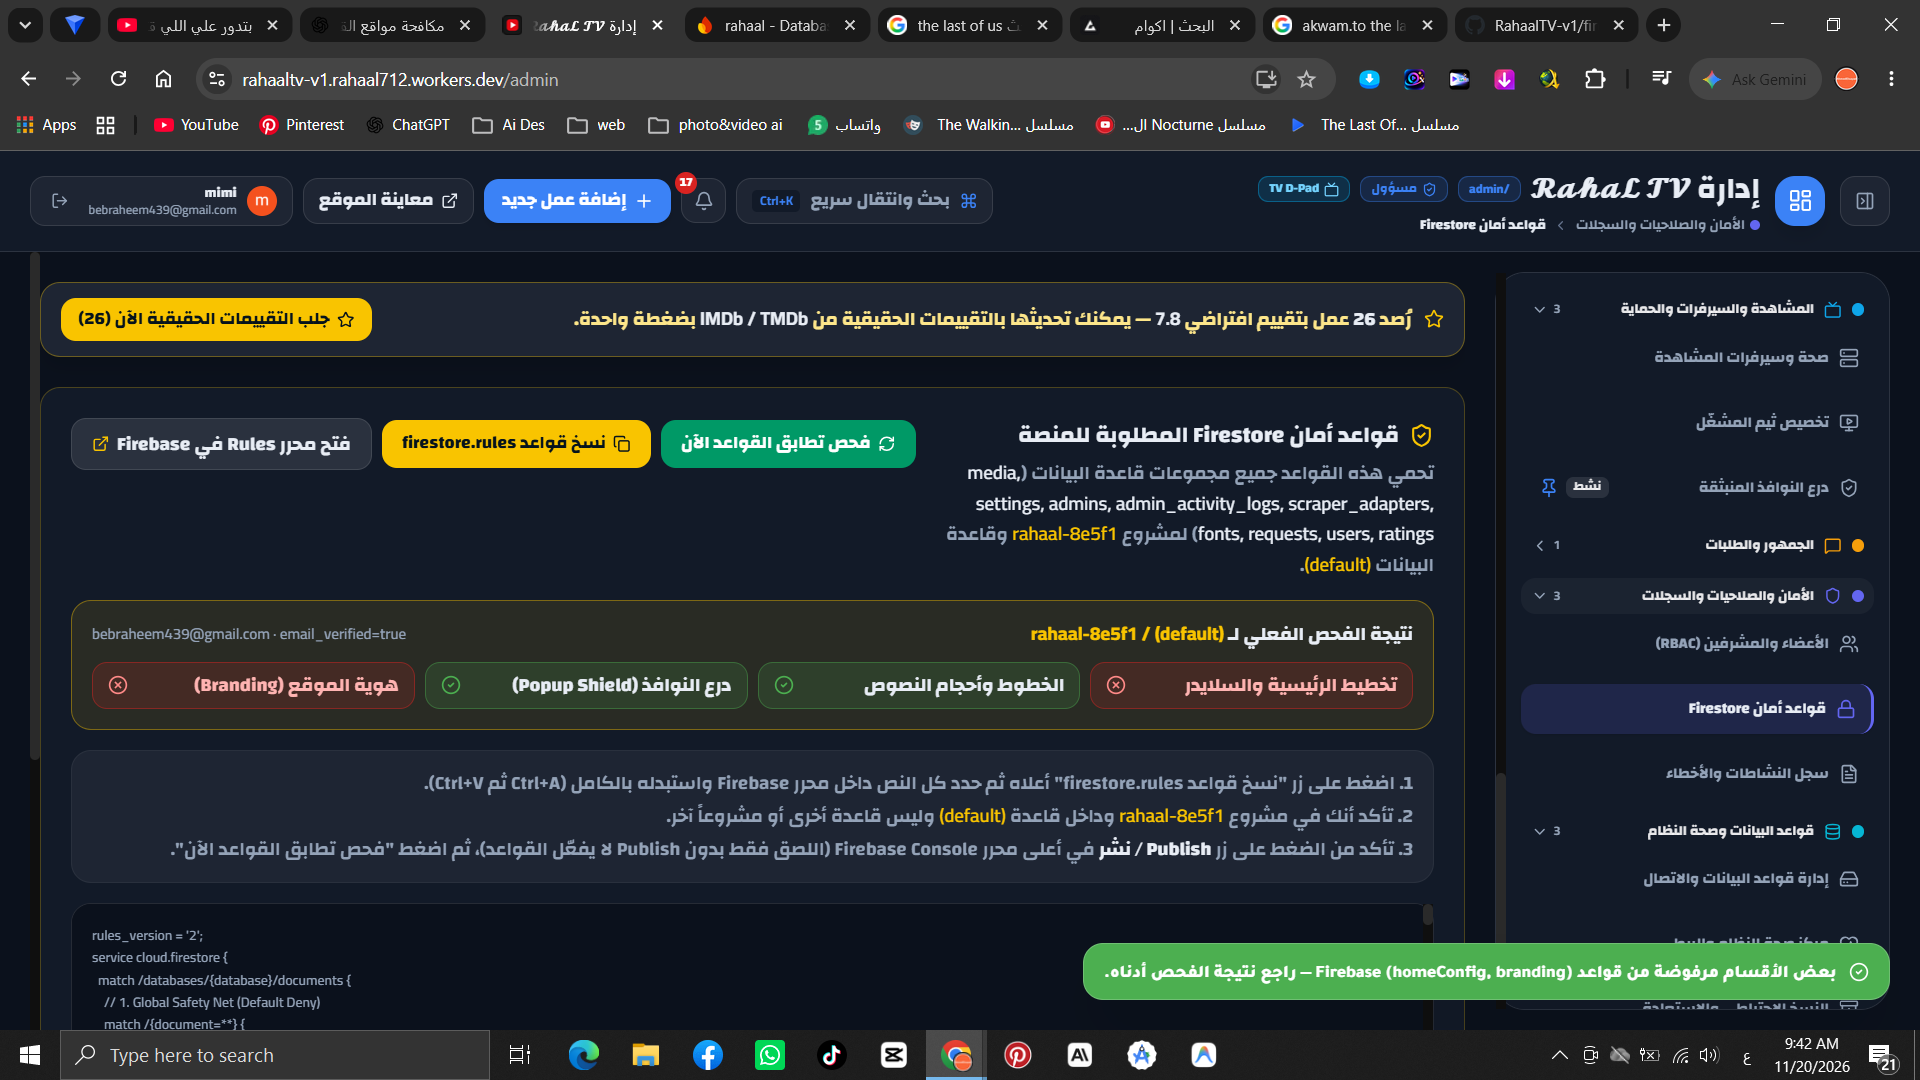 بتدور علي اللي
مكافحة مواقع
إدارة 𝓡𝓪𝓱𝓪𝓛 𝓣𝓥
rahaal - Databa
the last of us
البحث | اكوام
akwam.to the la
RahaalTV-v1/fir
rahaaltv-v1.rahaal712.workers.dev/admin
Ask Gemini
Apps
YouTube
Pinterest
ChatGPT
Ai Des
web
photo&video ai
واتساب
مسلسل ...The Walkin
مسلسل Nocturne ال...
مسلسل ...The Last Of
إدارة 𝓡𝓪𝓱𝓪𝓛 𝓣𝓥
/admin
مسؤول
TV D-Pad
الأمان والصلاحيات والسجلات
قواعد أمان Firestore
بحث وانتقال سريع
Ctrl+K
17
إضافة عمل جديد
معاينة الموقع
mimi
bebraheem439@gmail.com
m
رُصد 26 عمل بتقييم افتراضي 7.8 — يمكنك تحديثها بالتقييمات الحقيقية من IMDb / TMDb بضغطة واحدة.
جلب التقييمات الحقيقية الآن (26)
قواعد أمان Firestore المطلوبة للمنصة
فحص تطابق القواعد الآن
نسخ قواعد firestore.rules
فتح محرر Rules في Firebase
تحمي هذه القواعد جميع مجموعات قاعدة البيانات (media,
settings, admins, admin_activity_logs, scraper_adapters,
fonts, requests, users, ratings) لمشروع rahaal-8e5f1 وقاعدة
البيانات (default).
نتيجة الفحص الفعلي لـ rahaal-8e5f1 / (default)
bebraheem439@gmail.com · email_verified=true
تخطيط الرئيسية والسلايدر
الخطوط وأحجام النصوص
درع النوافذ (Popup Shield)
هوية الموقع (Branding)
1. اضغط على زر "نسخ قواعد firestore.rules" أعلاه ثم حدد كل النص داخل محرر Firebase واستبدله بالكامل (Ctrl+A ثم Ctrl+V).
2. تأكد أنك في مشروع rahaal-8e5f1 وداخل قاعدة (default) وليس قاعدة أخرى أو مشروعاً آخر.
3. تأكد من الضغط على زر Publish / نشر في أعلى محرر Firebase Console (اللصق فقط بدون Publish لا يفعّل القواعد)، ثم اضغط "فحص تطابق القواعد الآن".
rules_version = '2';
service cloud.firestore {
match /databases/{database}/documents {
// 1. Global Safety Net (Default Deny)
match /{document=**} {
المشاهدة والسيرفرات والحماية
3
صحة وسيرفرات المشاهدة
تخصيص ثيم المشغّل
درع النوافذ المنبثقة
نشط
الجمهور والطلبات
1
الأمان والصلاحيات والسجلات
3
الأعضاء والمشرفين (RBAC)
قواعد أمان Firestore
سجل النشاطات والأخطاء
قواعد البيانات وصحة النظام
3
إدارة قواعد البيانات والاتصال
بعض الأقسام مرفوضة من قواعد Firebase (homeConfig, branding) — راجع نتيجة الفحص أدناه.
Type here to search
ع
9:42 AM
11/20/2026
21